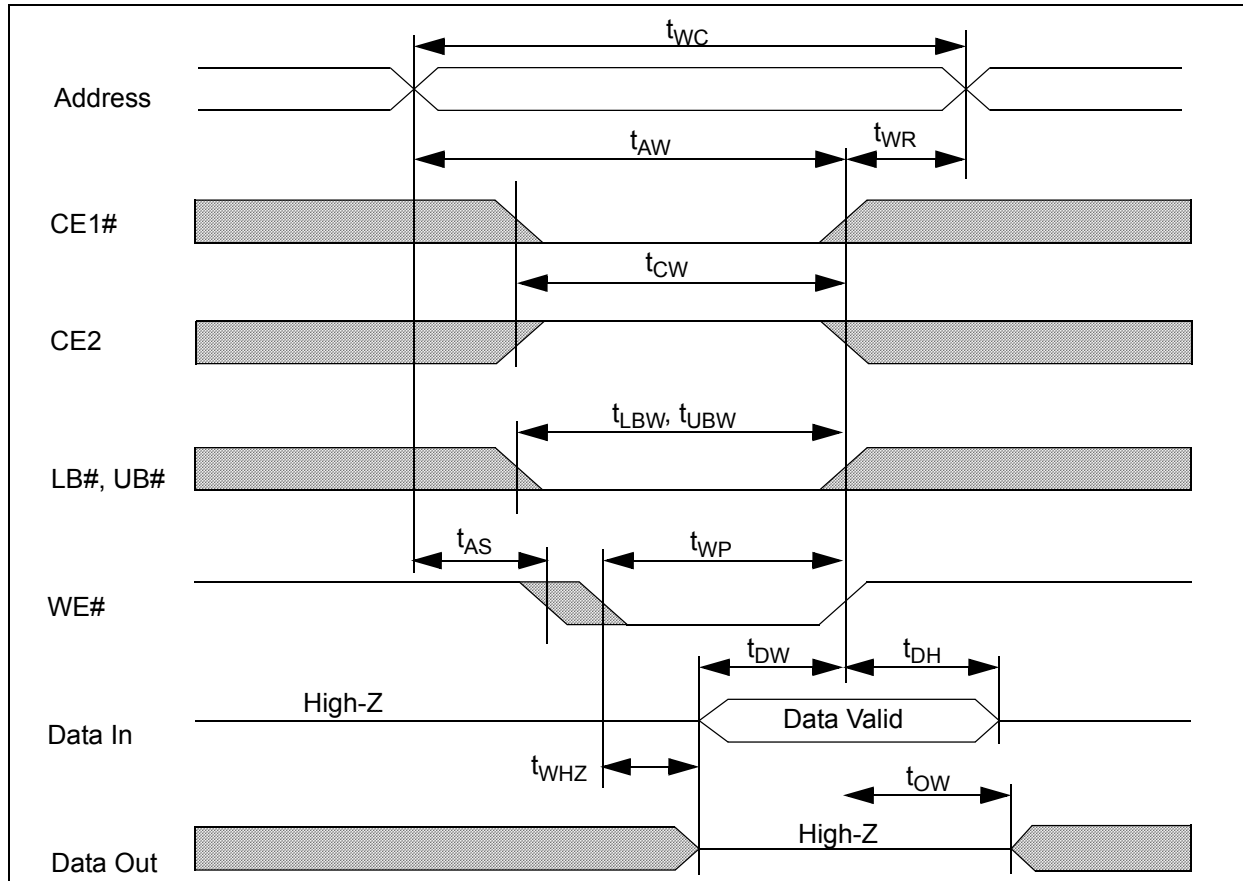 tWC
Address
tAW
tWR
CE1#
tCW
CE2
tLBW, tUBW
LB#, UB#
tAS
tWP
WE#
tDW
tDH
High-Z
Data Valid
Data In
tWHZ
tOW
High-Z
Data Out